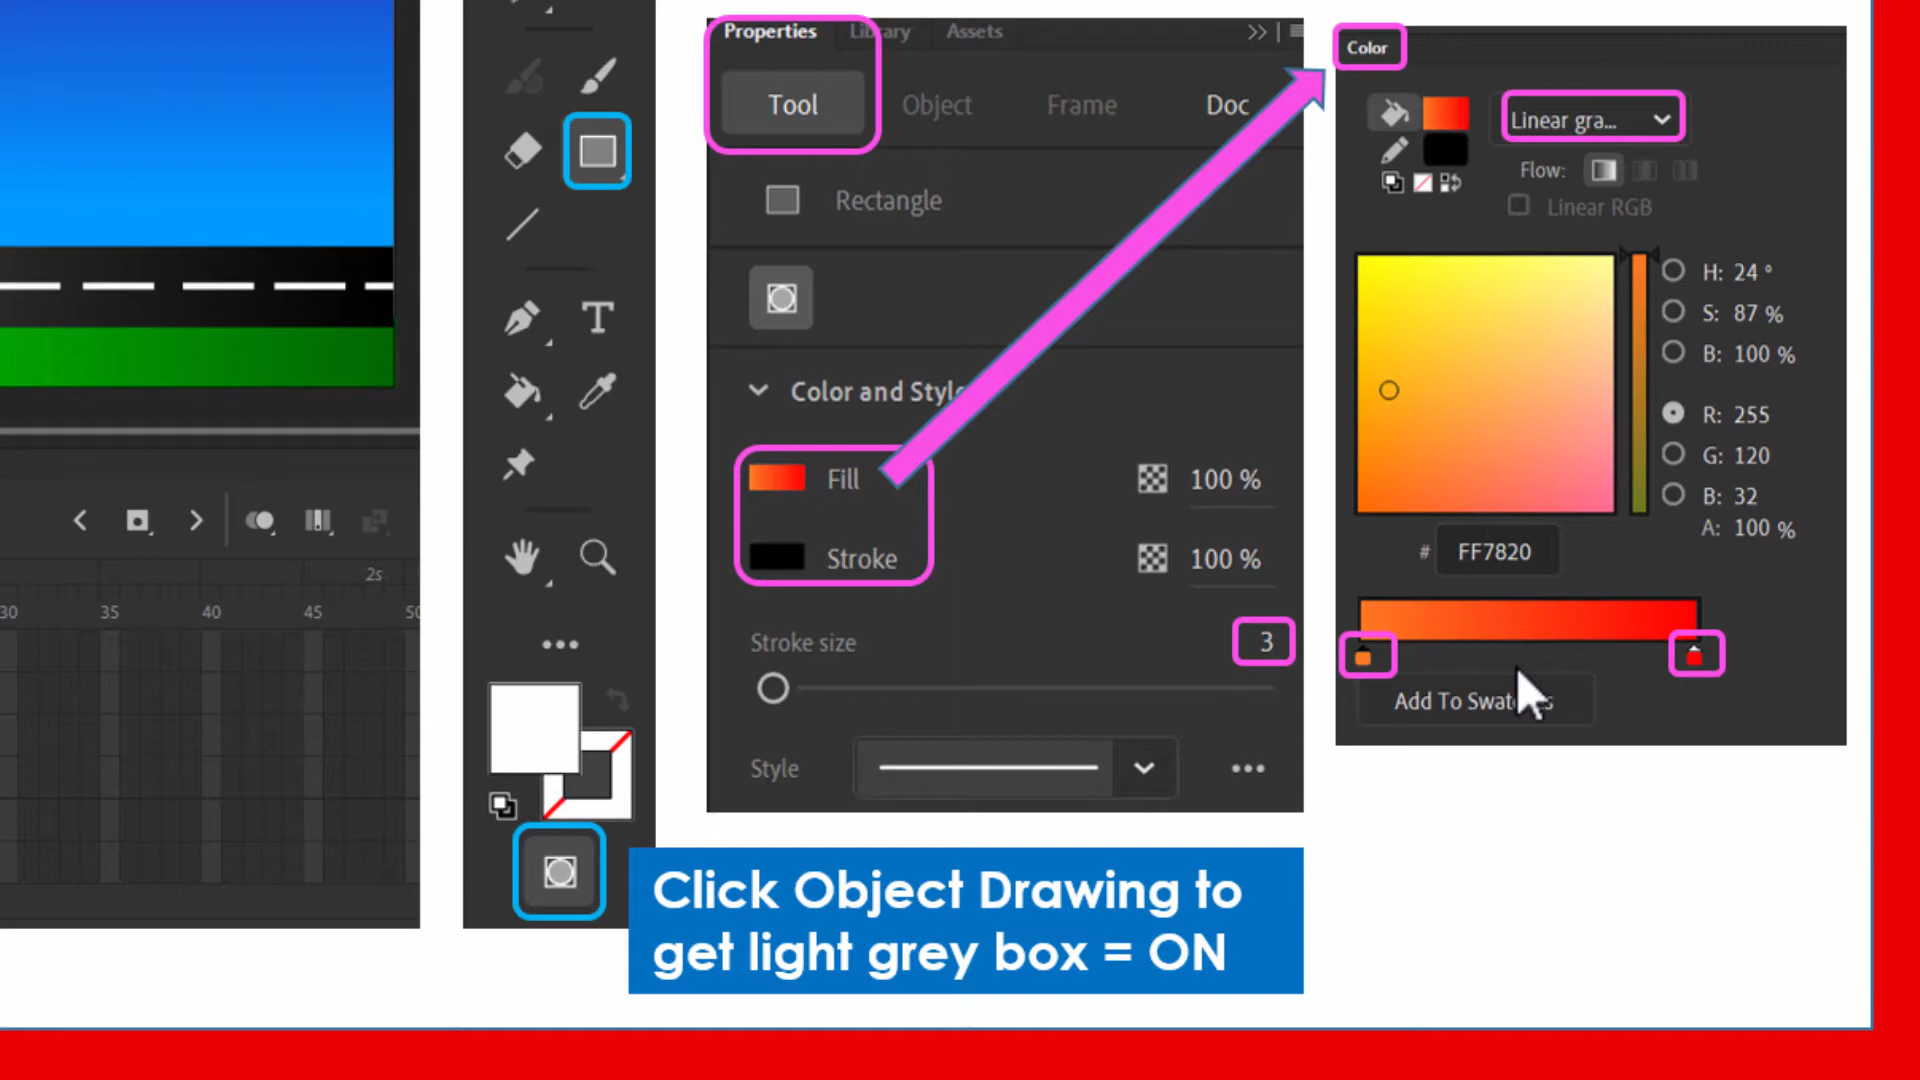 Properties Library Assets
Tool Object Frame Doc
Rectangle
Color and Style
Fill 100 %
Stroke 100 %
Stroke size 3
Style
Color
Linear gra...
Flow:
Linear RGB
H: 24 °
S: 87 %
B: 100 %
R: 255
G: 120
B: 32
A: 100 %
# FF7820
Add To
2s
30 35 40 45
T
Click Object Drawing to
get light grey box = ON